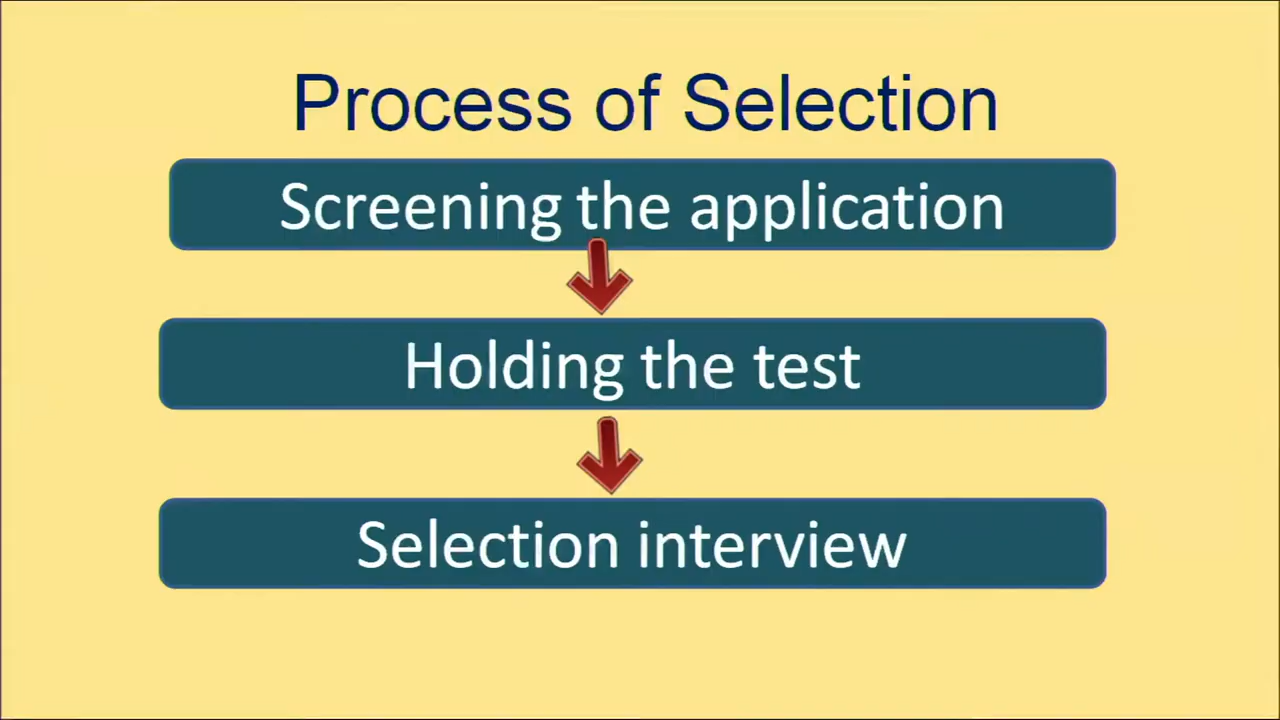 Process of Selection
Screening the application
Holding the test
Selection interview